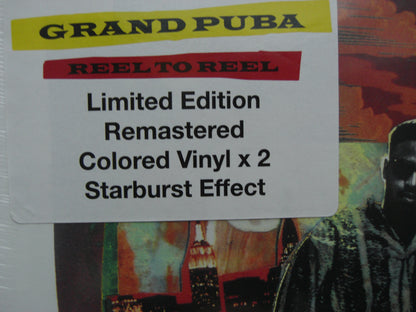 GRAND PUBA
REEL TO REEL
Limited Edition
Remastered
Colored Vinyl x 2
Starburst Effect